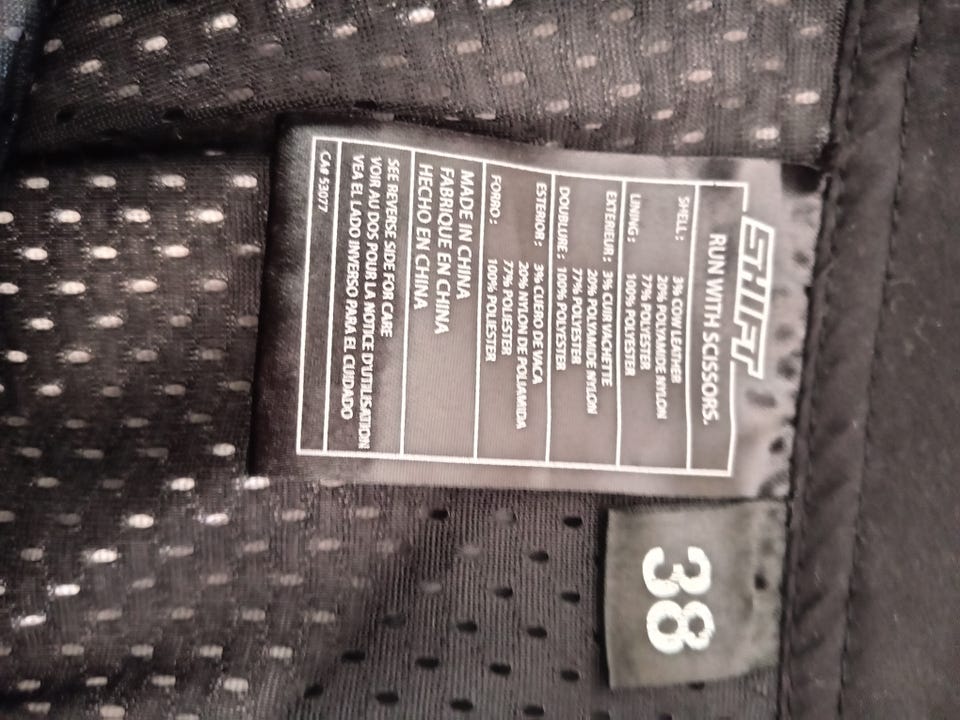 SHIFT
RUN WITH SCISSORS.
SHELL : 3% COW LEATHER
20% POLYAMIDE NYLON
77% POLYESTER
LINING : 100% POLYESTER
EXTERIEUR : 3% CUIR VACHETTE
20% POLYAMIDE NYLON
77% POLYESTER
DOUBLURE : 100% POLYESTER
ESTERIOR : 3% CUERO DE VACA
20% NYLON DE POLIAMIDA
77% POLIESTER
FORRO : 100% POLIESTER
MADE IN CHINA
FABRIQUE EN CHINA
HECHO EN CHINA
SEE REVERSE SIDE FOR CARE
VOIR AU DOS POUR LA NOTICE D'UTILISATION
VEA EL LADO INVERSO PARA EL CUIDADO
CA# 53077
38